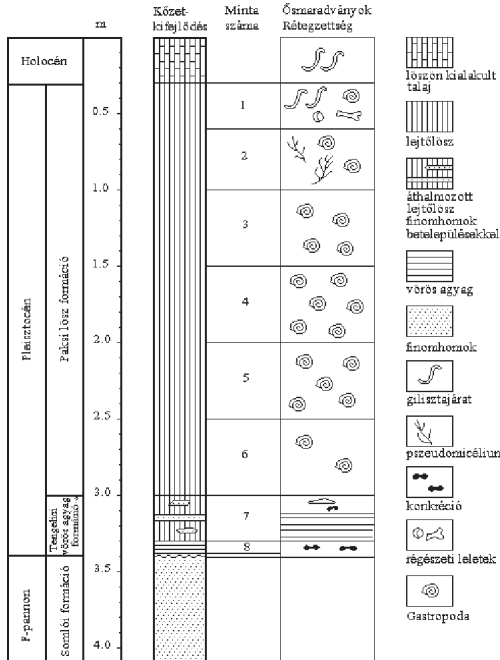 m
Kőzet-
kifejlődés
Minta
száma
Ősmaradványok
Rétegzettség
Holocén
Pleisztocén
Paksi lösz formáció
Tengelici
vörös agyag
formáció
F-pannon
Somlói formáció
0.5
1.0
1.5
2.0
2.5
3.0
3.5
4.0
1
2
3
4
5
6
7
8
löszön kialakult
talaj
lejtőlösz
áthalmozott
lejtőlösz
finomhomok
betelepülésekkel
vörös agyag
finomhomok
gilisztajárat
pszeudomicélium
konkréció
régészeti leletek
Gastropoda